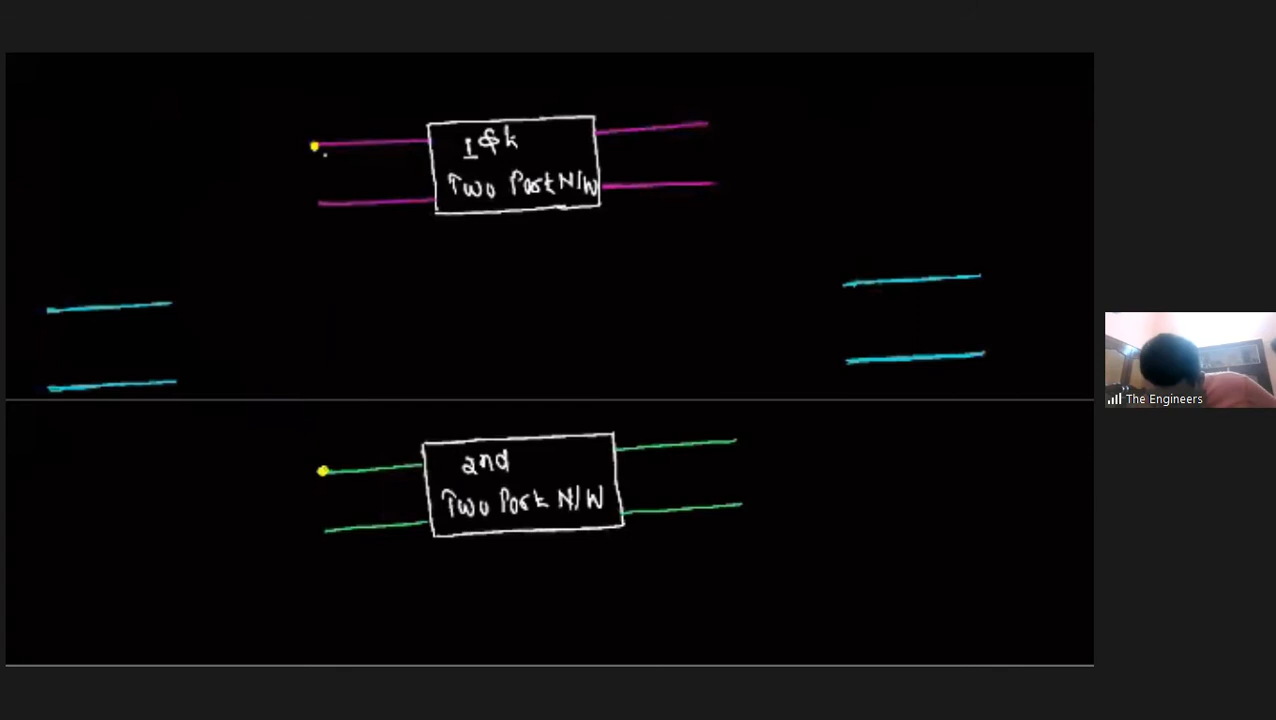 1st
Two Port N/W
The Engineers
2nd
Two Port N/W